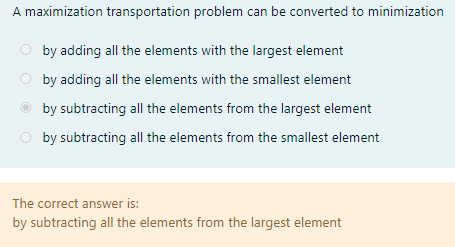 A maximization transportation problem can be converted to minimization
by adding all the elements with the largest element
by adding all the elements with the smallest element
by subtracting all the elements from the largest element
by subtracting all the elements from the smallest element
The correct answer is:
by subtracting all the elements from the largest element